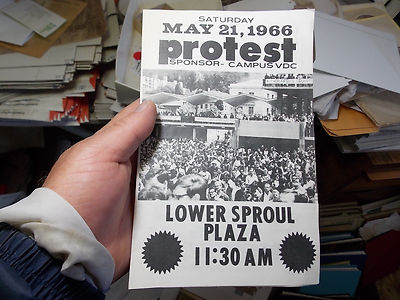 SATURDAY
MAY 21, 1966
protest
SPONSOR- CAMPUS VDC
LOWER SPROUL
PLAZA
11:30 AM